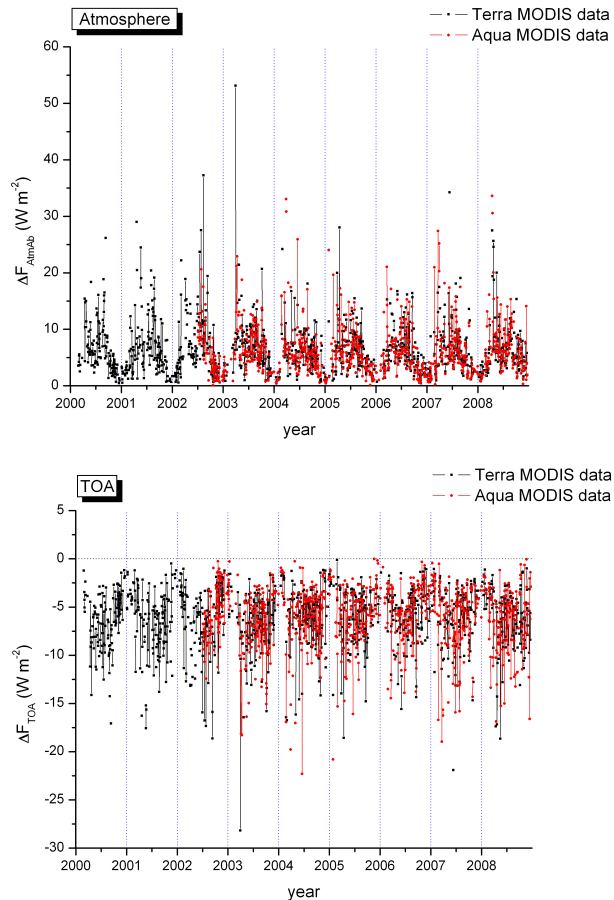 Atmosphere
Terra MODIS data
Aqua MODIS data
60
50
40
30
20
10
0
ΔF_AtmAb (W m⁻²)
2000 2001 2002 2003 2004 2005 2006 2007 2008
year
TOA
Terra MODIS data
Aqua MODIS data
5
0
-5
-10
-15
-20
-25
-30
ΔF_TOA (W m⁻²)
2000 2001 2002 2003 2004 2005 2006 2007 2008
year